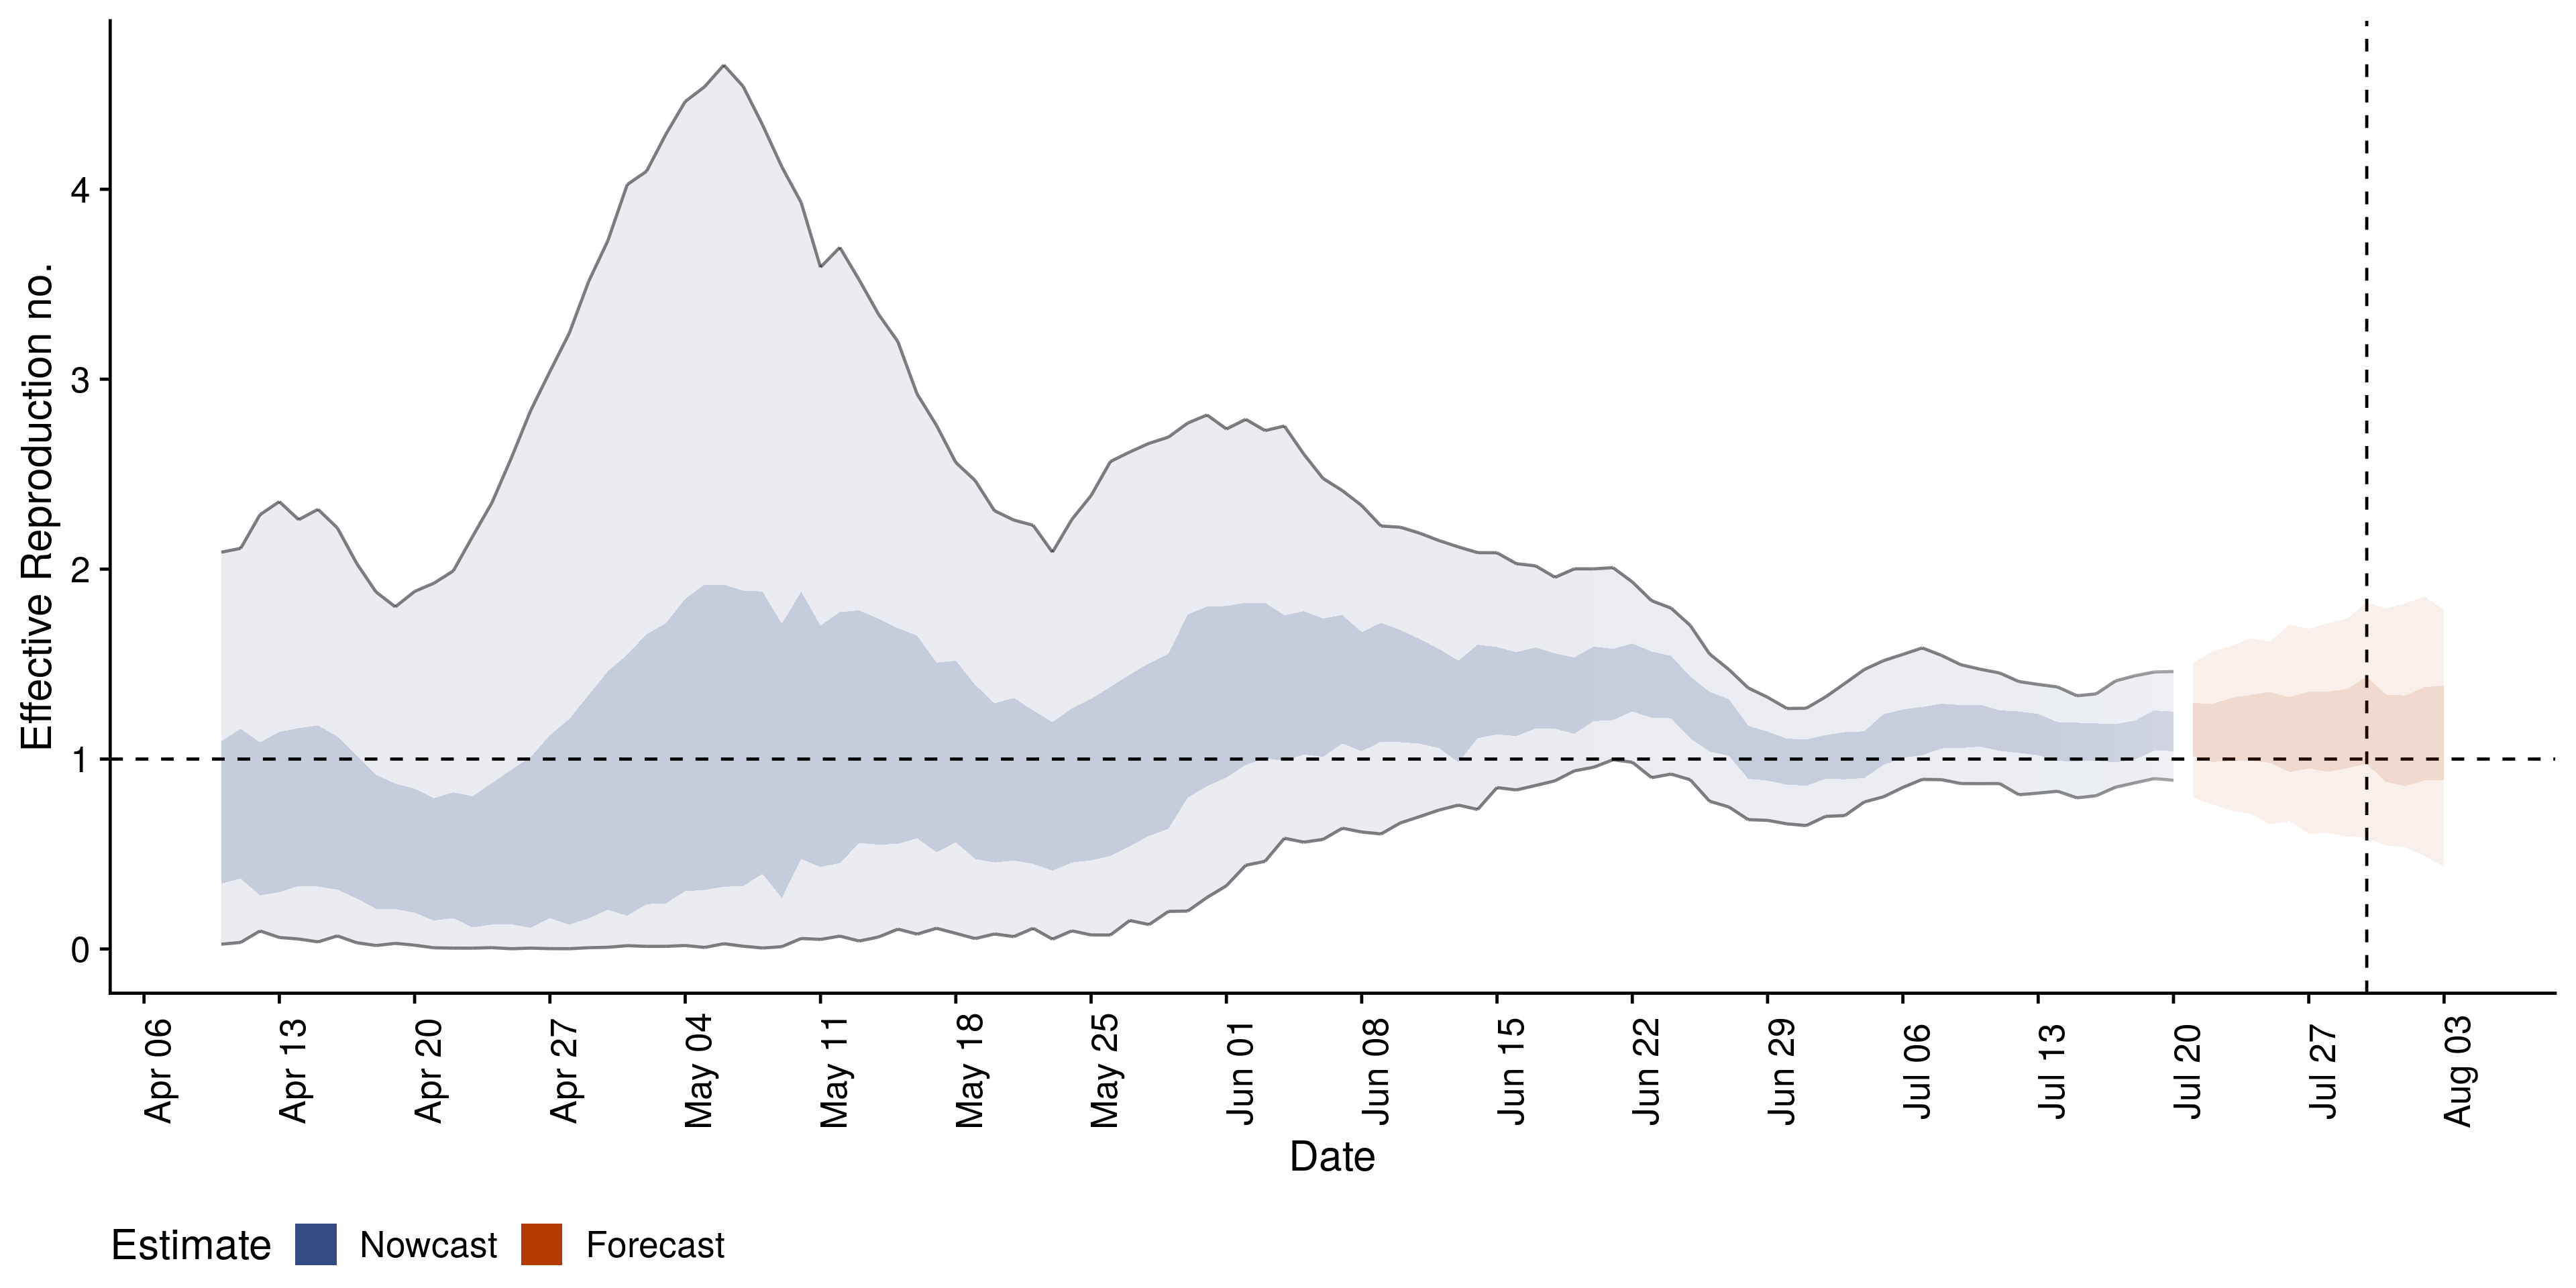 Effective Reproduction no.
4
3
2
1
0
Apr 06
Apr 13
Apr 20
Apr 27
May 04
May 11
May 18
May 25
Jun 01
Jun 08
Jun 15
Jun 22
Jun 29
Jul 06
Jul 13
Jul 20
Jul 27
Aug 03
Date
Estimate Nowcast Forecast